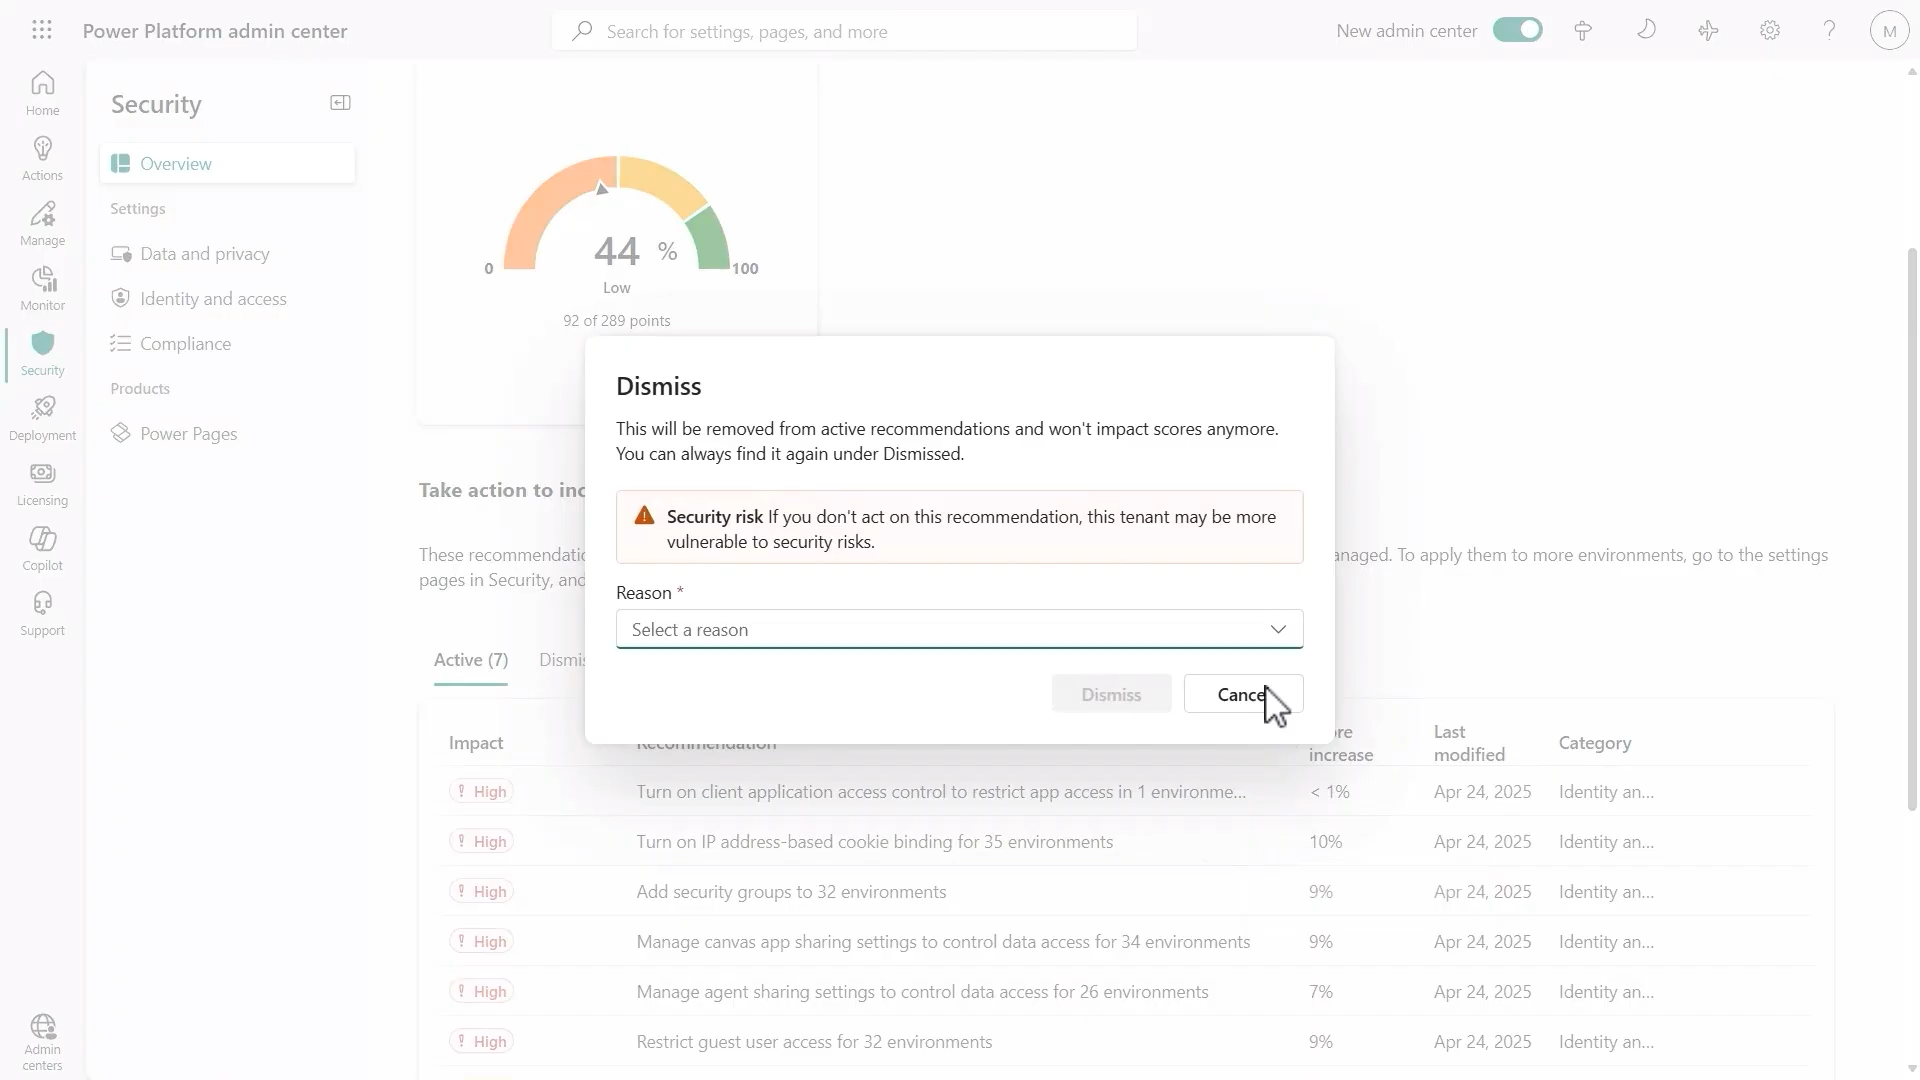 Power Platform admin center
Search for settings, pages, and more
New admin center
M
Home
Actions
Manage
Monitor
Security
Deployment
Licensing
Copilot
Support
Admin
centers
Security
Overview
Settings
Data and privacy
Identity and access
Compliance
Products
Power Pages
44 %
0
100
Low
92 of 289 points
Dismiss
This will be removed from active recommendations and won't impact scores anymore.
You can always find it again under Dismissed.
Security risk If you don't act on this recommendation, this tenant may be more
vulnerable to security risks.
Reason *
Select a reason
Dismiss
Cance
Take action to inc
These recommendatio
anaged. To apply them to more environments, go to the settings
pages in Security, and
Active (7)
Dismis
Impact
Recommendation
re
increase
Last
modified
Category
High
Turn on client application access control to restrict app access in 1 environme...
< 1%
Apr 24, 2025
Identity an...
High
Turn on IP address-based cookie binding for 35 environments
10%
Apr 24, 2025
Identity an...
High
Add security groups to 32 environments
9%
Apr 24, 2025
Identity an...
High
Manage canvas app sharing settings to control data access for 34 environments
9%
Apr 24, 2025
Identity an...
High
Manage agent sharing settings to control data access for 26 environments
7%
Apr 24, 2025
Identity an...
High
Restrict guest user access for 32 environments
9%
Apr 24, 2025
Identity an...